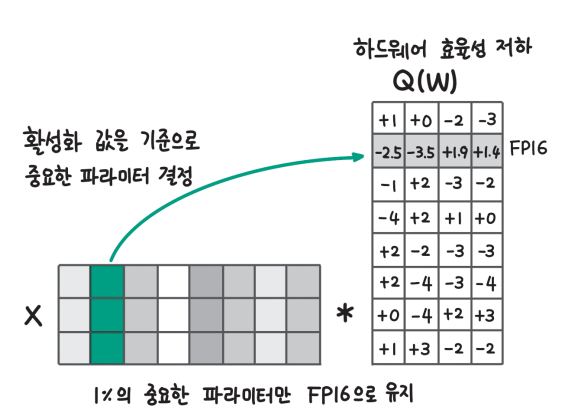 하드웨어 효율성 저하
Q(W)
활성화 값을 기준으로
중요한 파라미터 결정
+1 +0 -2 -3
-2.5 -3.5 +1.9 +1.4 FP16
-1 +2 -3 -2
-4 +2 +1 +0
+2 -2 -3 -3
+2 -4 -3 -4
+0 -4 +2 +3
+1 +3 -2 -2
X *
1%의 중요한 파라미터만 FP16으로 유지